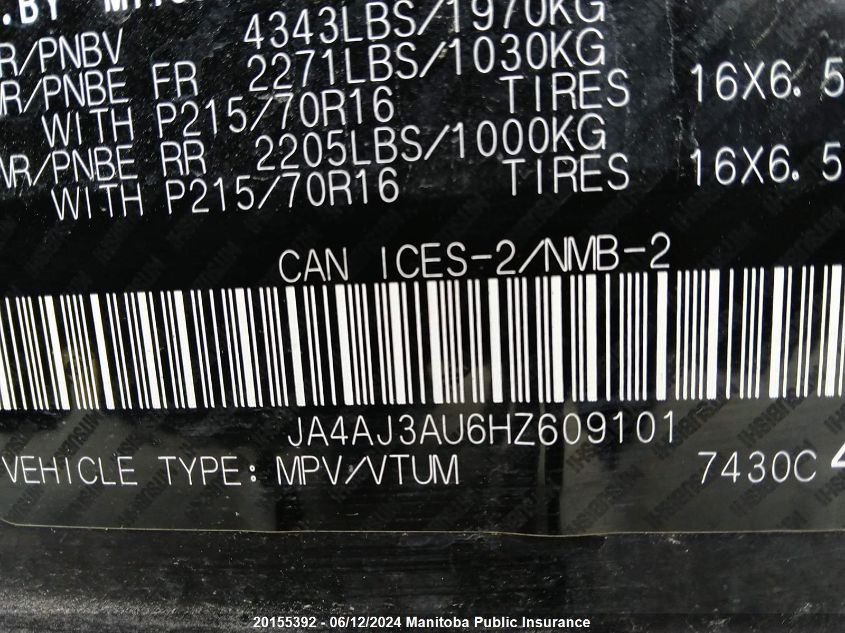 .BY
4343LBS/1970KG
R/PNBV
R/PNBE FR 2271LBS/1030KG
WITH P215/70R16 TIRES 16X6.5
R/PNBE RR 2205LBS/1000KG
WITH P215/70R16 TIRES 16X6.5
CAN ICES-2/NMB-2
JA4AJ3AU6HZ609101
VEHICLE TYPE: MPV/VTUM 7430C 4
20155392 - 06/12/2024 Manitoba Public Insurance